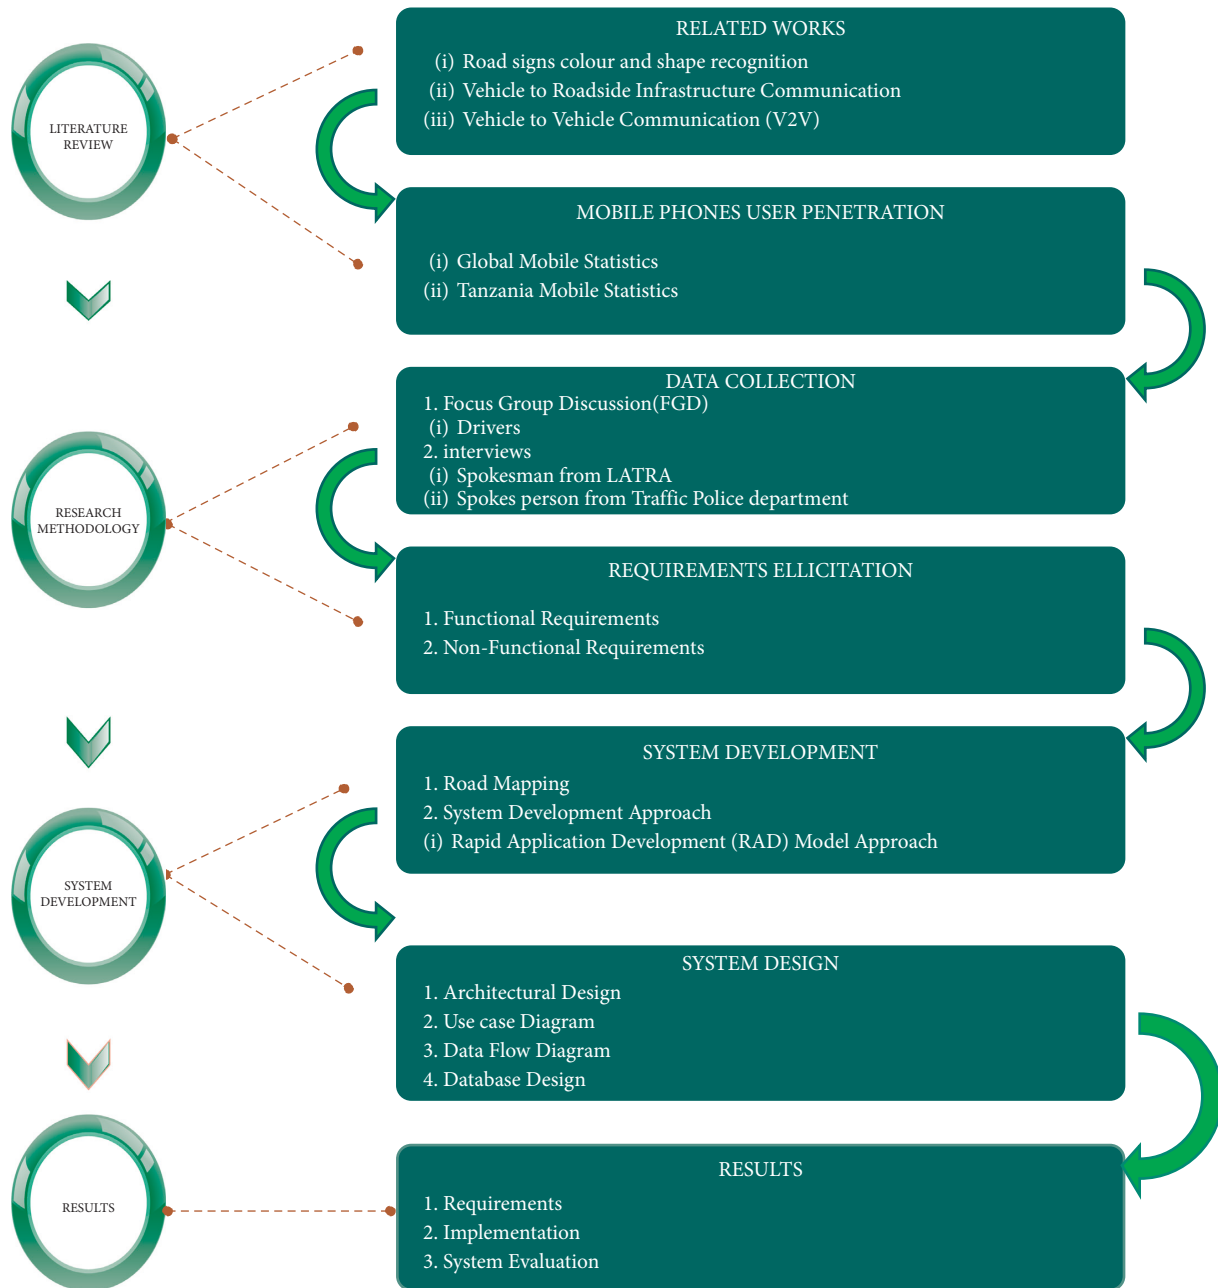 LITERATURE
REVIEW
RELATED WORKS
(i) Road signs colour and shape recognition
(ii) Vehicle to Roadside Infrastructure Communication
(iii) Vehicle to Vehicle Communication (V2V)
MOBILE PHONES USER PENETRATION
(i) Global Mobile Statistics
(ii) Tanzania Mobile Statistics
RESEARCH
METHODOLOGY
DATA COLLECTION
1. Focus Group Discussion(FGD)
(i) Drivers
2. interviews
(i) Spokesman from LATRA
(ii) Spokes person from Traffic Police department
REQUIREMENTS ELLICITATION
1. Functional Requirements
2. Non-Functional Requirements
SYSTEM
DEVELOPMENT
SYSTEM DEVELOPMENT
1. Road Mapping
2. System Development Approach
(i) Rapid Application Development (RAD) Model Approach
SYSTEM DESIGN
1. Architectural Design
2. Use case Diagram
3. Data Flow Diagram
4. Database Design
RESULTS
RESULTS
1. Requirements
2. Implementation
3. System Evaluation